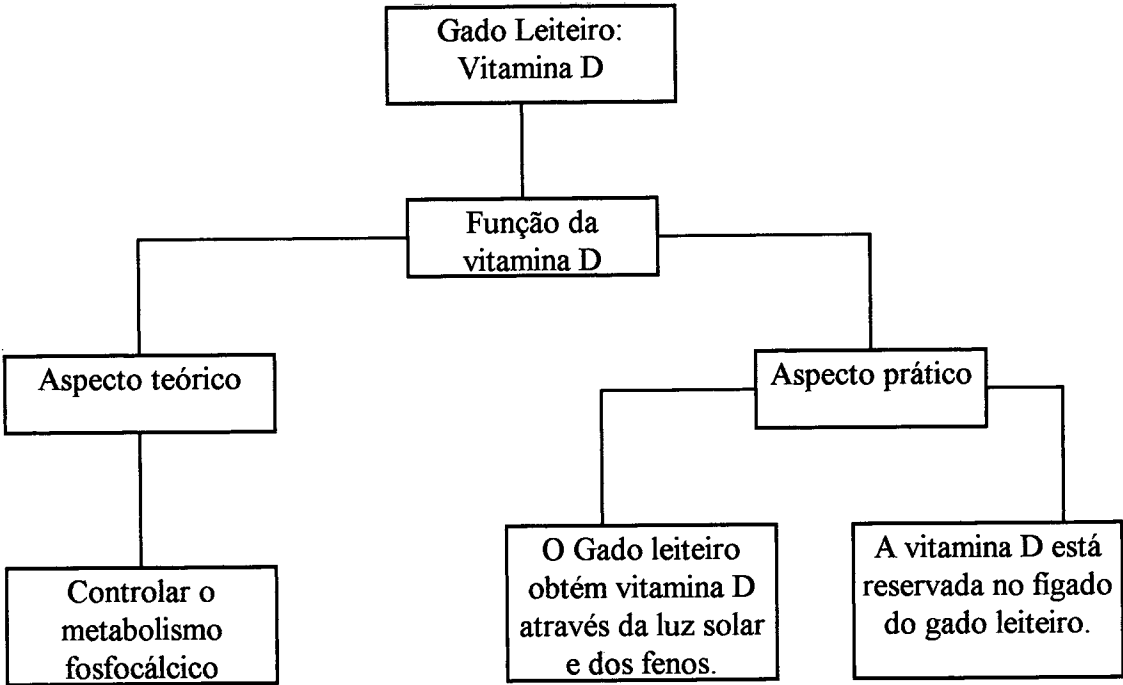 Gado Leiteiro:
Vitamina D
Função da
vitamina D
Aspecto teórico
Aspecto prático
Controlar o
metabolismo
fosfocálcico
O Gado leiteiro
obtém vitamina D
através da luz solar
e dos fenos.
A vitamina D está
reservada no figado
do gado leiteiro.